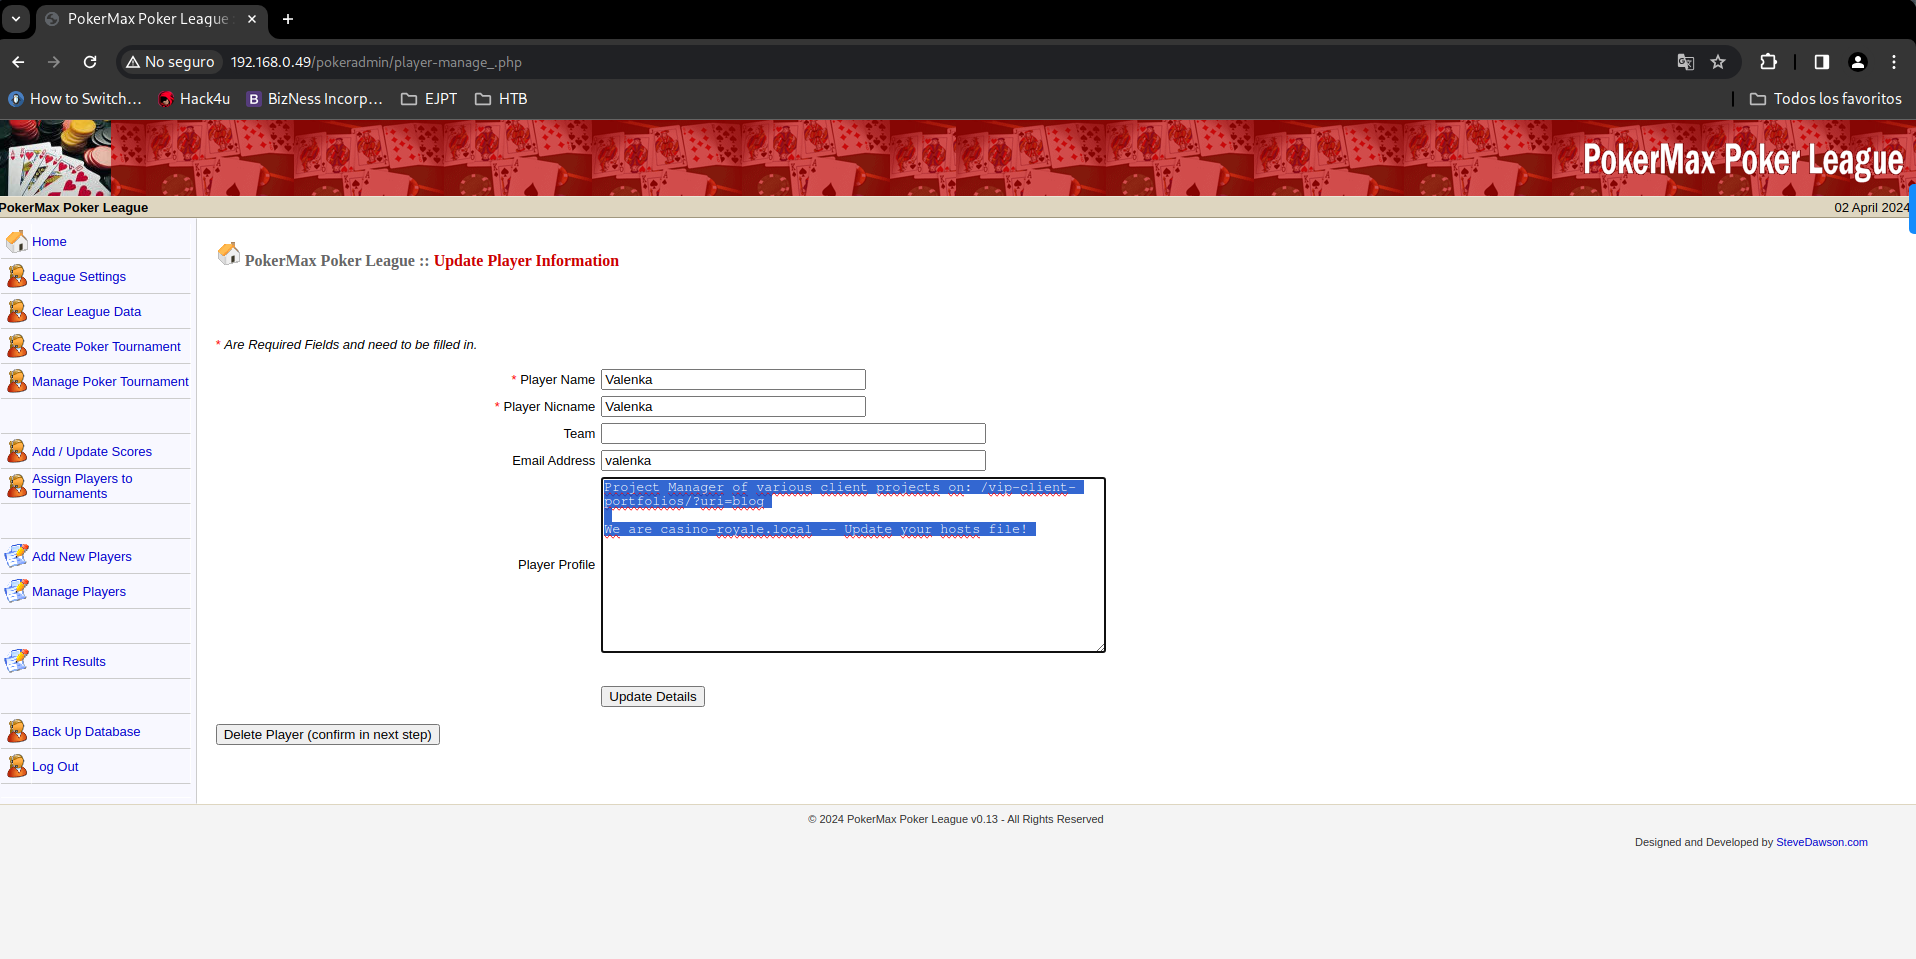 PokerMax Poker League
No seguro
192.168.0.49/pokeradmin/player-manage_.php
How to Switch…
Hack4u
B BizNess Incorp…
EJPT
HTB
Todos los favoritos
PokerMax Poker League
PokerMax Poker League
02 April 2024
Home
League Settings
Clear League Data
Create Poker Tournament
Manage Poker Tournament
Add / Update Scores
Assign Players to
Tournaments
Add New Players
Manage Players
Print Results
Back Up Database
Log Out
PokerMax Poker League :: Update Player Information
* Are Required Fields and need to be filled in.
* Player Name Valenka
* Player Nicname Valenka
Team
Email Address valenka
Project Manager of various client projects on: /vip-client-
portfolios/?uri=blog
We are casino-royale.local -- Update your hosts file!
Player Profile
Update Details
Delete Player (confirm in next step)
© 2024 PokerMax Poker League v0.13 - All Rights Reserved
Designed and Developed by SteveDawson.com